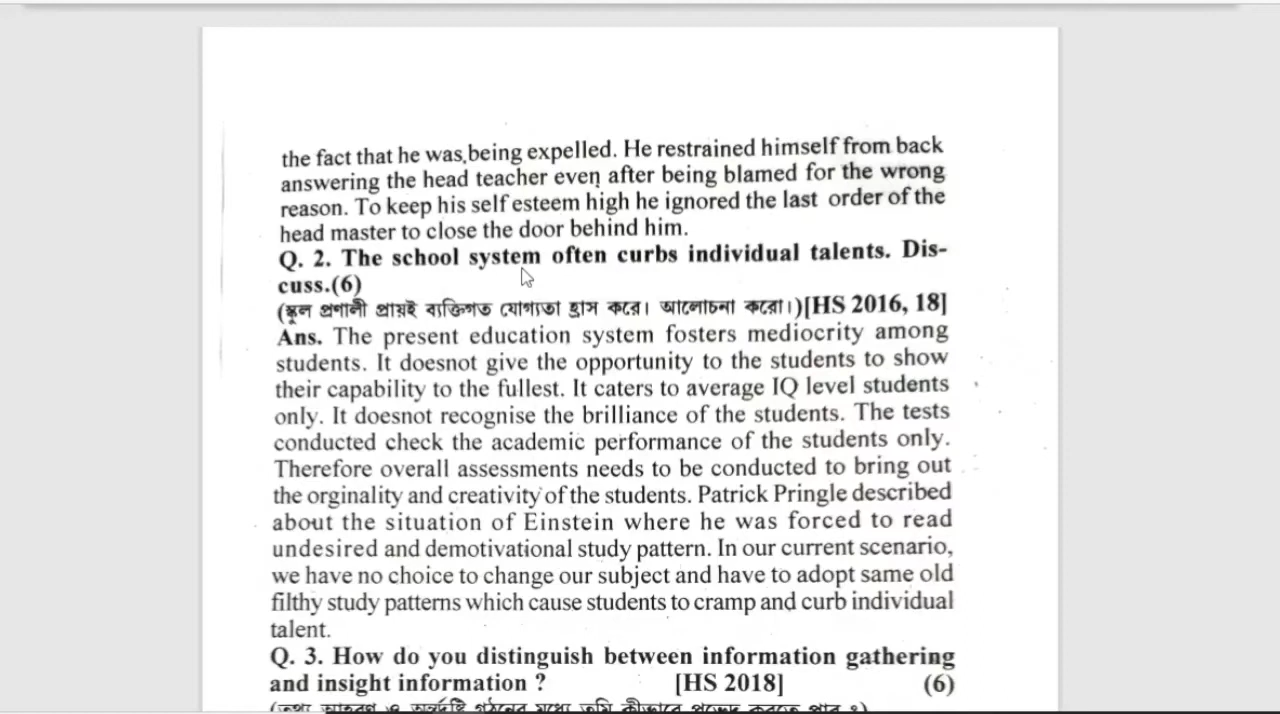 the fact that he was being expelled. He restrained himself from back
answering the head teacher even after being blamed for the wrong
reason. To keep his self esteem high he ignored the last order of the
head master to close the door behind him.
Q. 2. The school system often curbs individual talents. Dis-
cuss.(6)
(স্কুল প্রণালী প্রায়ই ব্যক্তিগত যোগ্যতা হ্রাস করে। আলোচনা করো।)[HS 2016, 18]
Ans. The present education system fosters mediocrity among
students. It doesnot give the opportunity to the students to show
their capability to the fullest. It caters to average IQ level students
only. It doesnot recognise the brilliance of the students. The tests
conducted check the academic performance of the students only.
Therefore overall assessments needs to be conducted to bring out
the orginality and creativity of the students. Patrick Pringle described
about the situation of Einstein where he was forced to read
undesired and demotivational study pattern. In our current scenario,
we have no choice to change our subject and have to adopt same old
filthy study patterns which cause students to cramp and curb individual
talent.
Q. 3. How do you distinguish between information gathering
and insight information ? [HS 2018] (6)